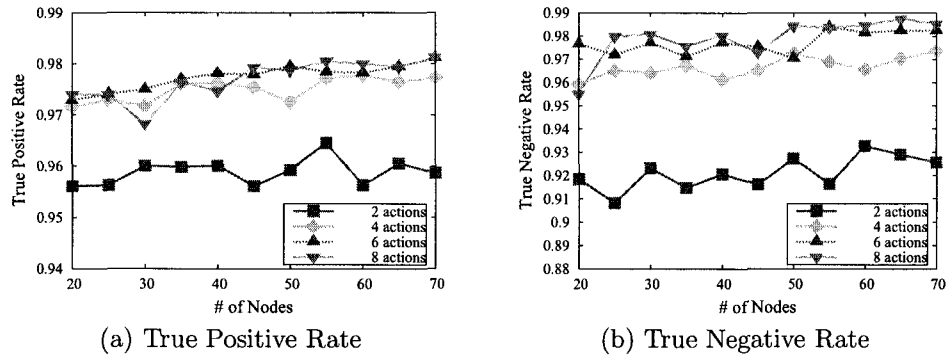 0.99
0.98
0.97
0.96
0.95
0.94
True Positive Rate
20 30 40 50 60 70
# of Nodes
2 actions
4 actions
6 actions
8 actions
(a) True Positive Rate
0.99
0.98
0.97
0.96
0.95
0.94
0.93
0.92
0.91
0.9
0.89
0.88
True Negative Rate
20 30 40 50 60 70
# of Nodes
2 actions
4 actions
6 actions
8 actions
(b) True Negative Rate